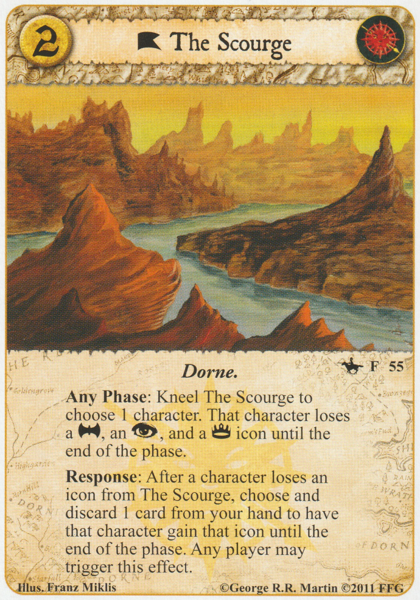 2
The Scourge
Dorne.
F 55
Any Phase: Kneel The Scourge to
choose 1 character. That character loses
a , an , and a icon until the
end of the phase.
Response: After a character loses an
icon from The Scourge, choose and
discard 1 card from your hand to have
that character gain that icon until the
end of the phase. Any player may
trigger this effect.
Illus. Franz Miklis
©George R.R. Martin ©2011 FFG